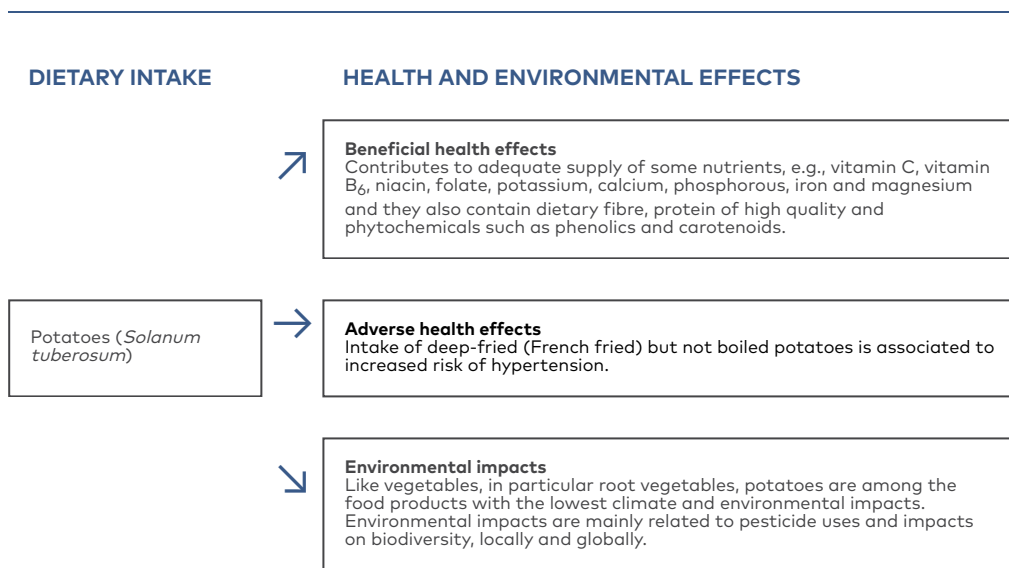 DIETARY INTAKE
HEALTH AND ENVIRONMENTAL EFFECTS
Beneficial health effects
Contributes to adequate supply of some nutrients, e.g., vitamin C, vitamin
B6, niacin, folate, potassium, calcium, phosphorous, iron and magnesium
and they also contain dietary fibre, protein of high quality and
phytochemicals such as phenolics and carotenoids.
Potatoes (Solanum
tuberosum)
Adverse health effects
Intake of deep-fried (French fried) but not boiled potatoes is associated to
increased risk of hypertension.
Environmental impacts
Like vegetables, in particular root vegetables, potatoes are among the
food products with the lowest climate and environmental impacts.
Environmental impacts are mainly related to pesticide uses and impacts
on biodiversity, locally and globally.